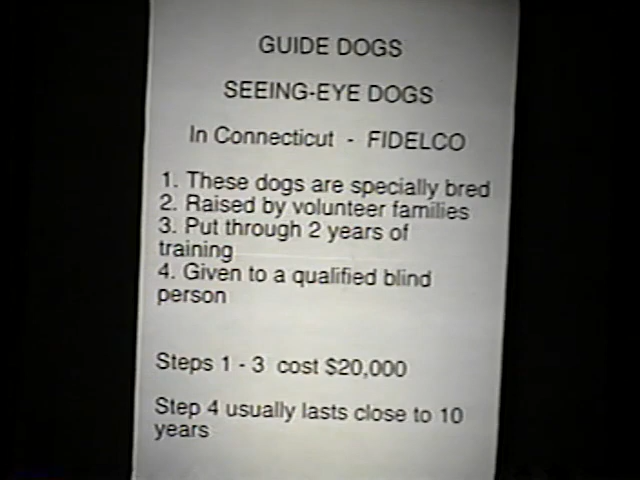 GUIDE DOGS
SEEING-EYE DOGS
In Connecticut - FIDELCO
1. These dogs are specially bred
2. Raised by volunteer families
3. Put through 2 years of
training
4. Given to a qualified blind
person
Steps 1 - 3 cost $20,000
Step 4 usually lasts close to 10
years